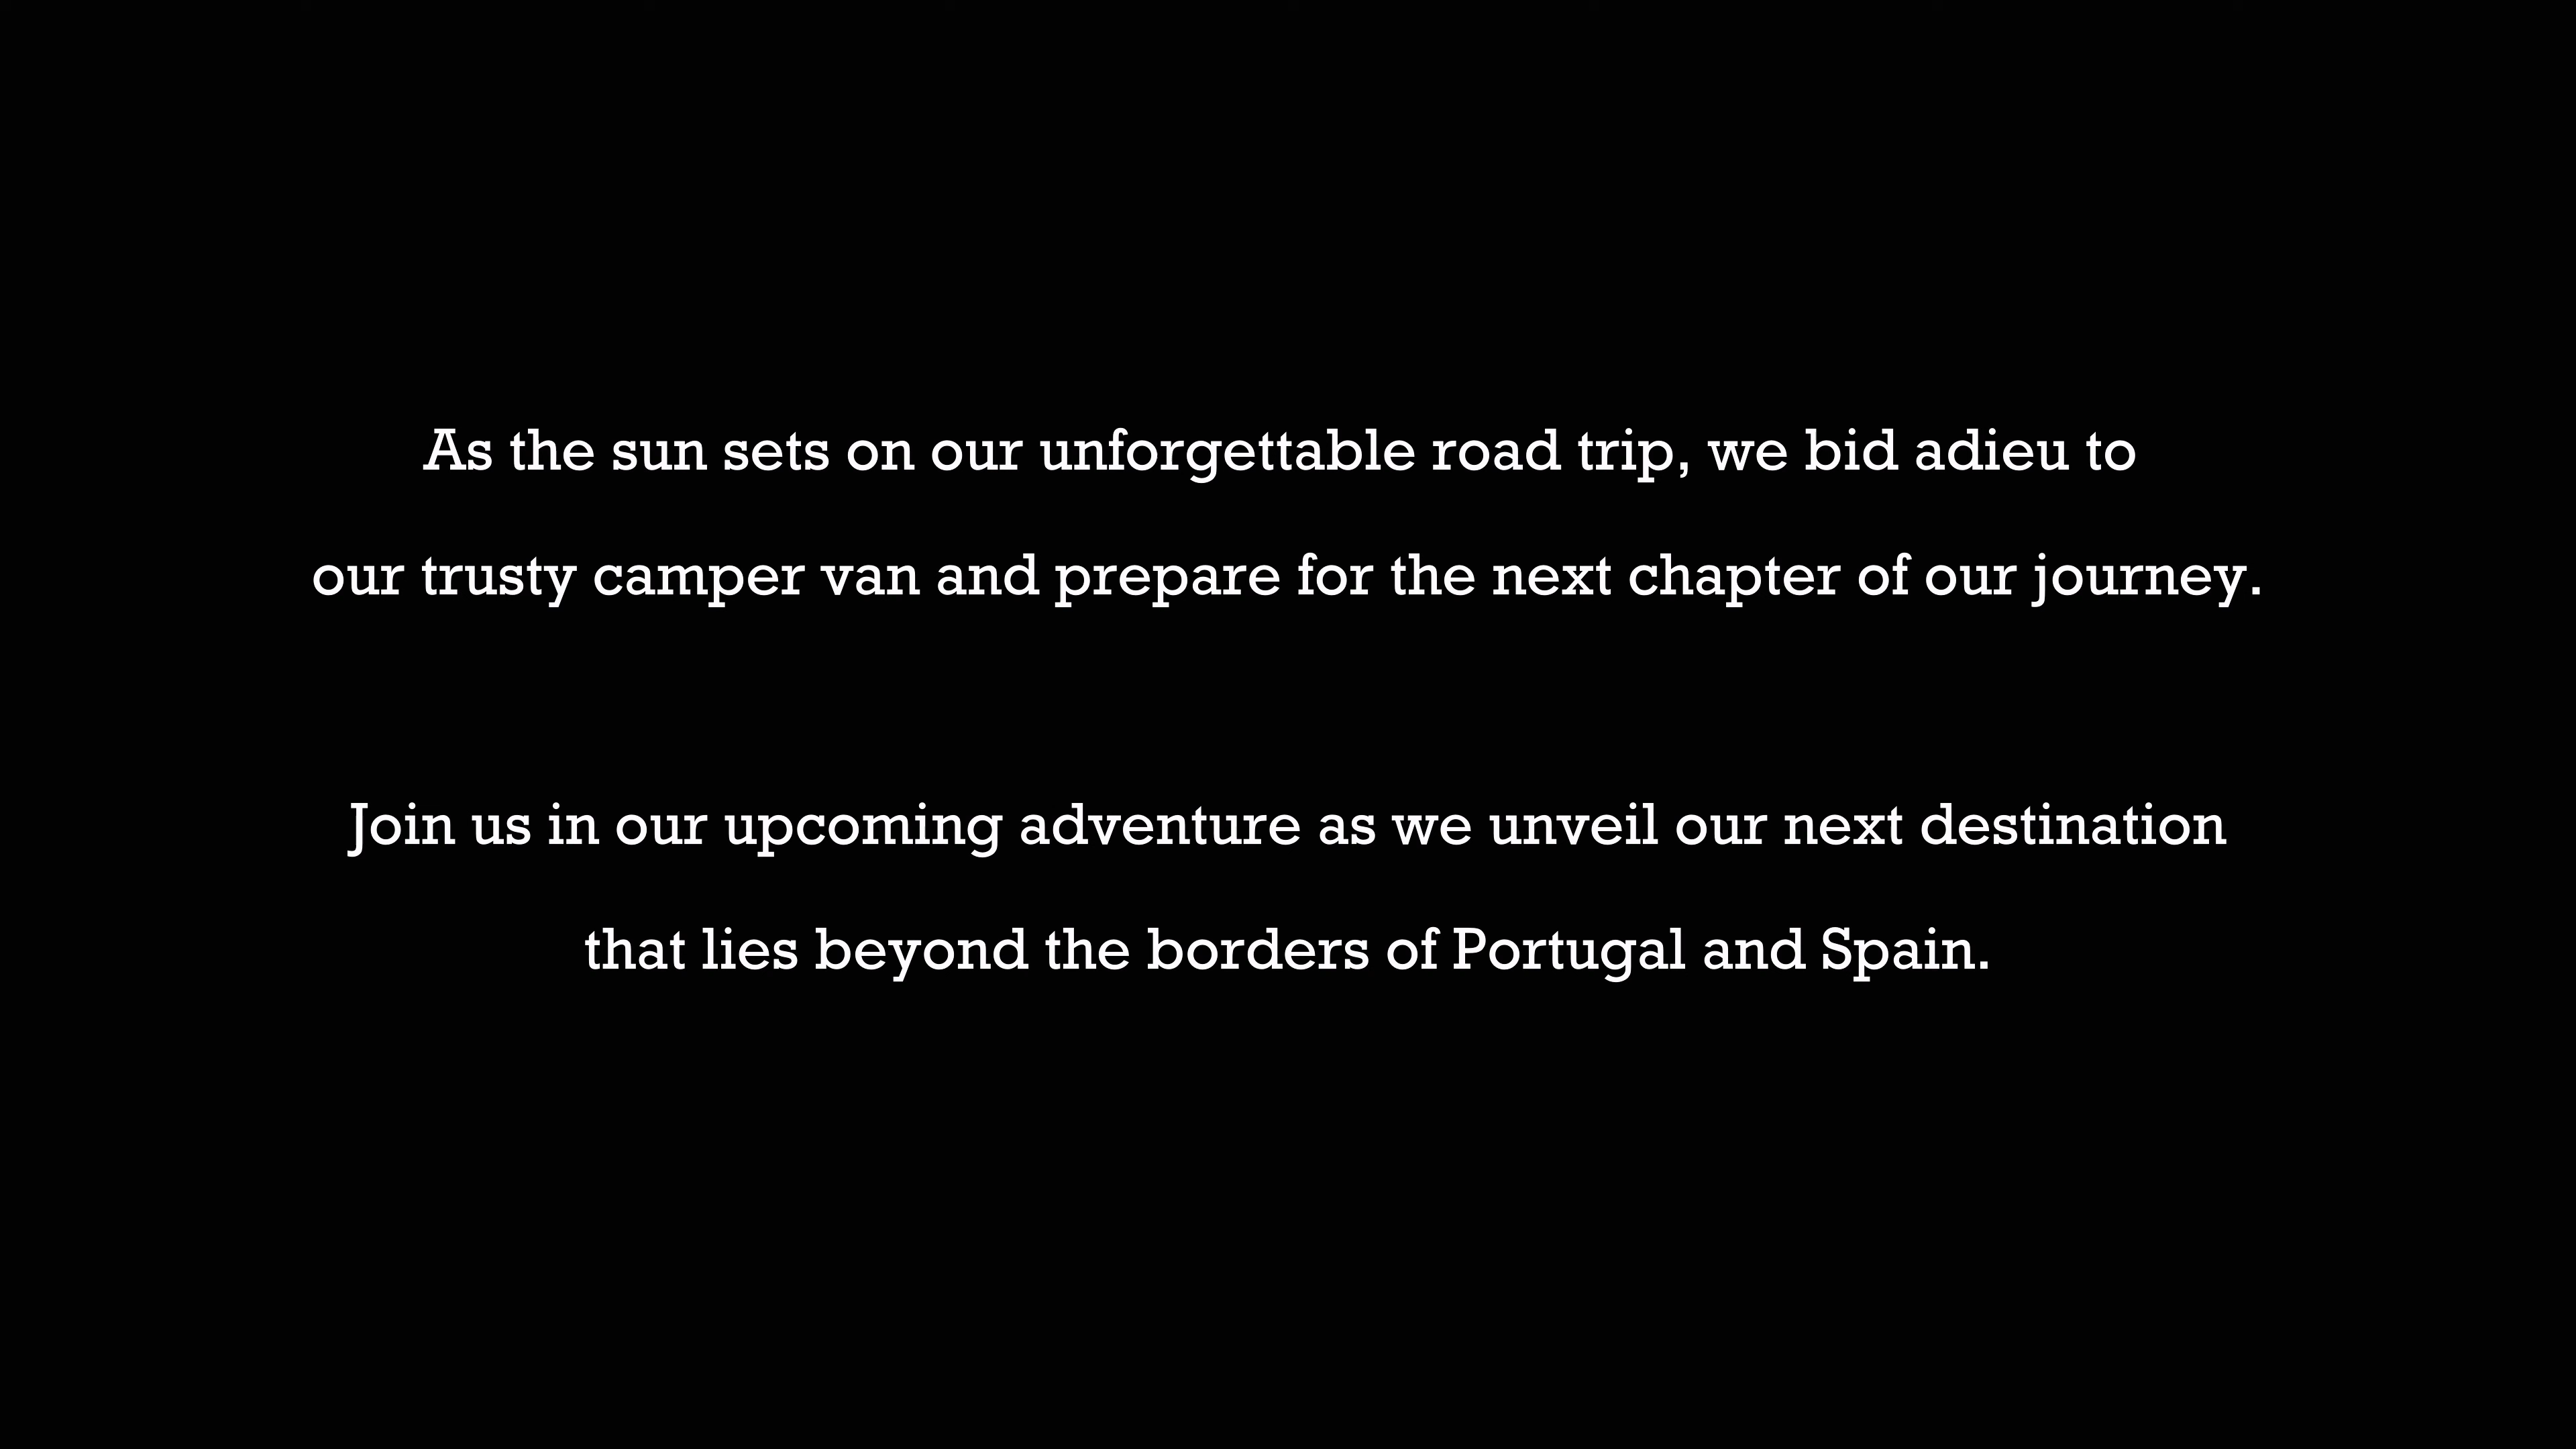 As the sun sets on our unforgettable road trip, we bid adieu to
our trusty camper van and prepare for the next chapter of our journey.
Join us in our upcoming adventure as we unveil our next destination
that lies beyond the borders of Portugal and Spain.